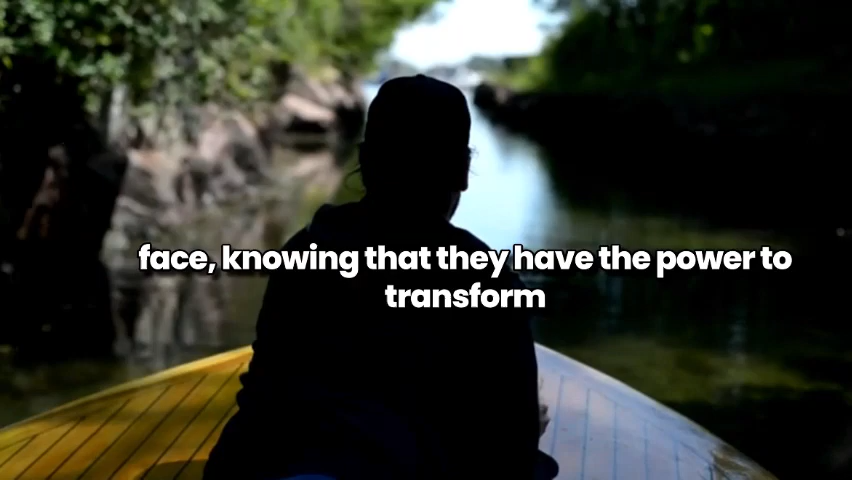 face, knowing that they have the power to
transform